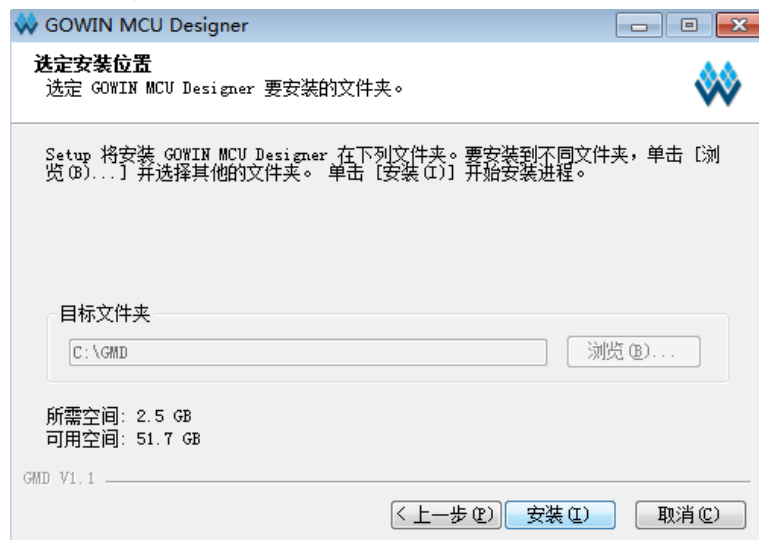 GOWIN MCU Designer
选定安装位置
选定 GOWIN MCU Designer 要安装的文件夹。
Setup 将安装 GOWIN MCU Designer 在下列文件夹。要安装到不同文件夹，单击 [浏
览(B)...] 并选择其他的文件夹。 单击 [安装(I)] 开始安装进程。
目标文件夹
C:\GMD
浏览(B)...
所需空间: 2.5 GB
可用空间: 51.7 GB
GMD V1.1
< 上一步(P)
安装(I)
取消(C)